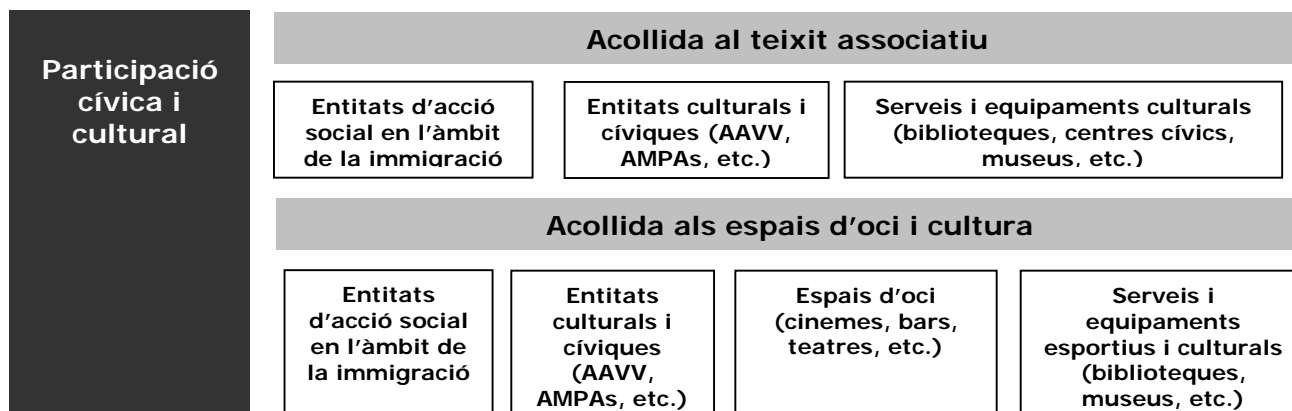 Participació
cívica i
cultural
Acollida al teixit associatiu
Entitats d'acció
social en l'àmbit
de la immigració
Entitats culturals i
cíviques (AAVV,
AMPAs, etc.)
Serveis i equipaments culturals
(biblioteques, centres cívics,
museus, etc.)
Acollida als espais d'oci i cultura
Entitats
d'acció social
en l'àmbit de
la immigració
Entitats
culturals i
cíviques
(AAVV,
AMPAs, etc.)
Espais d'oci
(cinemes, bars,
teatres, etc.)
Serveis i
equipaments
esportius i culturals
(biblioteques,
museus, etc.)